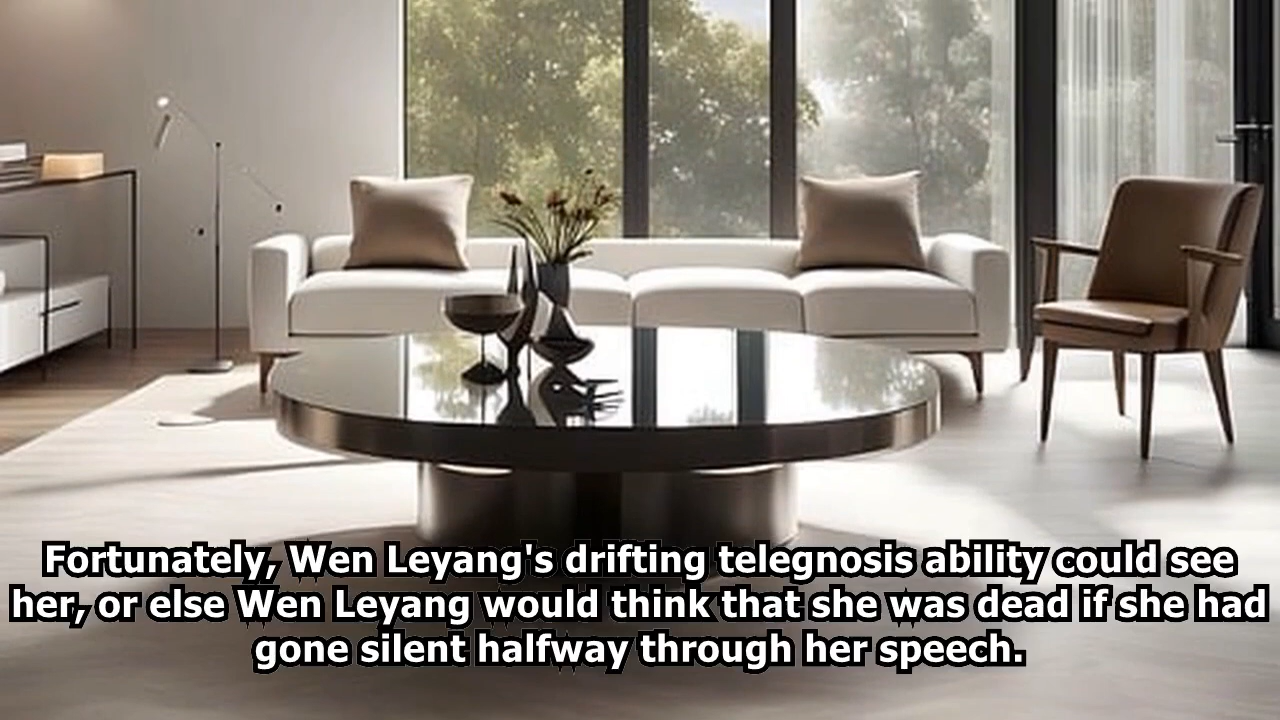 Fortunately, Wen Leyang's drifting telegnosis ability could see
her, or else Wen Leyang would think that she was dead if she had
gone silent halfway through her speech.